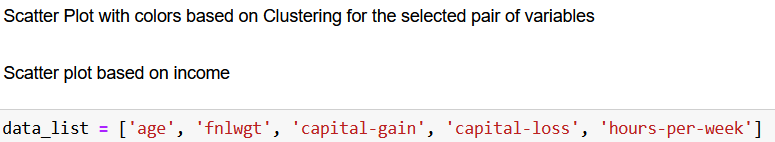 Scatter Plot with colors based on Clustering for the selected pair of variables
Scatter plot based on income
data_list = ['age', 'fnlwgt', 'capital-gain', 'capital-loss', 'hours-per-week']